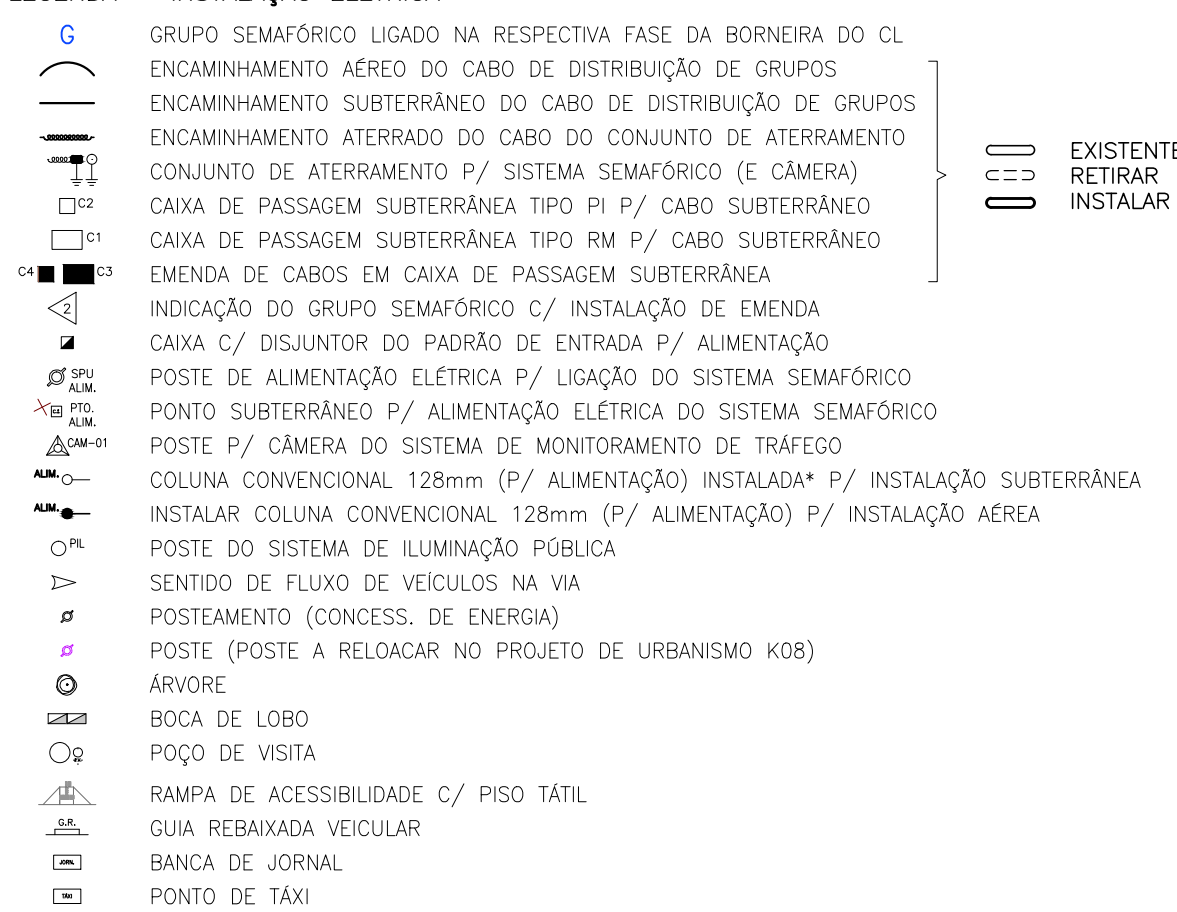 G GRUPO SEMAFÓRICO LIGADO NA RESPECTIVA FASE DA BORNEIRA DO CL
ENCAMINHAMENTO AÉREO DO CABO DE DISTRIBUIÇÃO DE GRUPOS
ENCAMINHAMENTO SUBTERRÂNEO DO CABO DE DISTRIBUIÇÃO DE GRUPOS
ENCAMINHAMENTO ATERRADO DO CABO DO CONJUNTO DE ATERRAMENTO
CONJUNTO DE ATERRAMENTO P/ SISTEMA SEMAFÓRICO (E CÂMERA)
C2 CAIXA DE PASSAGEM SUBTERRÂNEA TIPO PI P/ CABO SUBTERRÂNEO
C1 CAIXA DE PASSAGEM SUBTERRÂNEA TIPO RM P/ CABO SUBTERRÂNEO
C4 C3 EMENDA DE CABOS EM CAIXA DE PASSAGEM SUBTERRÂNEA
EXISTENTE
RETIRAR
INSTALAR
2 INDICAÇÃO DO GRUPO SEMAFÓRICO C/ INSTALAÇÃO DE EMENDA
CAIXA C/ DISJUNTOR DO PADRÃO DE ENTRADA P/ ALIMENTAÇÃO
SPU ALIM. POSTE DE ALIMENTAÇÃO ELÉTRICA P/ LIGAÇÃO DO SISTEMA SEMAFÓRICO
PTO. ALIM. PONTO SUBTERRÂNEO P/ ALIMENTAÇÃO ELÉTRICA DO SISTEMA SEMAFÓRICO
CAM-01 POSTE P/ CÂMERA DO SISTEMA DE MONITORAMENTO DE TRÁFEGO
ALIM. COLUNA CONVENCIONAL 128mm (P/ ALIMENTAÇÃO) INSTALADA* P/ INSTALAÇÃO SUBTERRÂNEA
ALIM. INSTALAR COLUNA CONVENCIONAL 128mm (P/ ALIMENTAÇÃO) P/ INSTALAÇÃO AÉREA
PIL POSTE DO SISTEMA DE ILUMINAÇÃO PÚBLICA
SENTIDO DE FLUXO DE VEÍCULOS NA VIA
POSTEAMENTO (CONCESS. DE ENERGIA)
POSTE (POSTE A RELOACAR NO PROJETO DE URBANISMO K08)
ÁRVORE
BOCA DE LOBO
POÇO DE VISITA
RAMPA DE ACESSIBILIDADE C/ PISO TÁTIL
G.R. GUIA REBAIXADA VEICULAR
JORN. BANCA DE JORNAL
TÁXI PONTO DE TÁXI